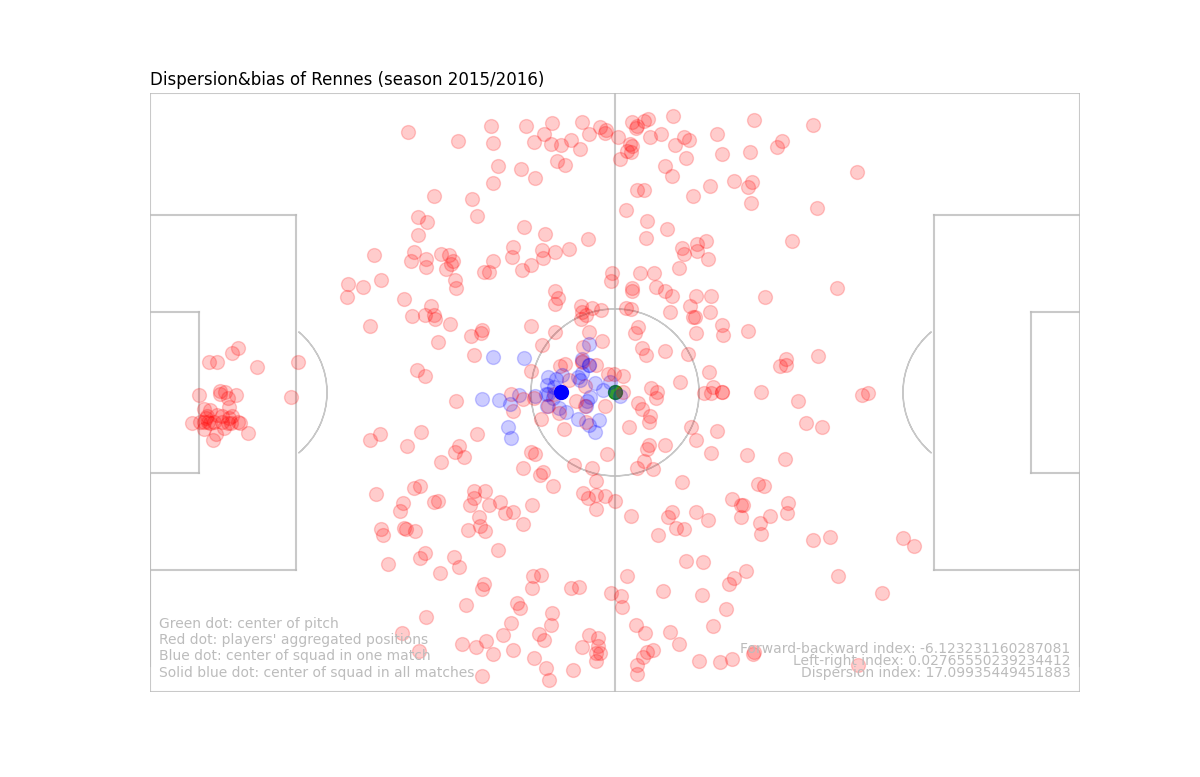 Dispersion&bias of Rennes (season 2015/2016)
Green dot: center of pitch
Red dot: players' aggregated positions
Blue dot: center of squad in one match
Solid blue dot: center of squad in all matches
Forward-backward index: -6.123231160287081
Left-right index: 0.02765550239234412
Dispersion index: 17.09935449451883